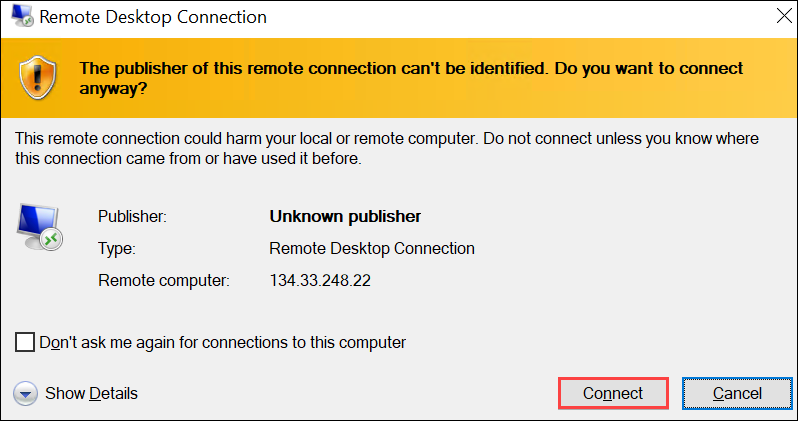 Remote Desktop Connection
The publisher of this remote connection can't be identified. Do you want to connect
anyway?
This remote connection could harm your local or remote computer. Do not connect unless you know where
this connection came from or have used it before.
Publisher: Unknown publisher
Type: Remote Desktop Connection
Remote computer: 134.33.248.22
Don't ask me again for connections to this computer
Show Details Connect Cancel